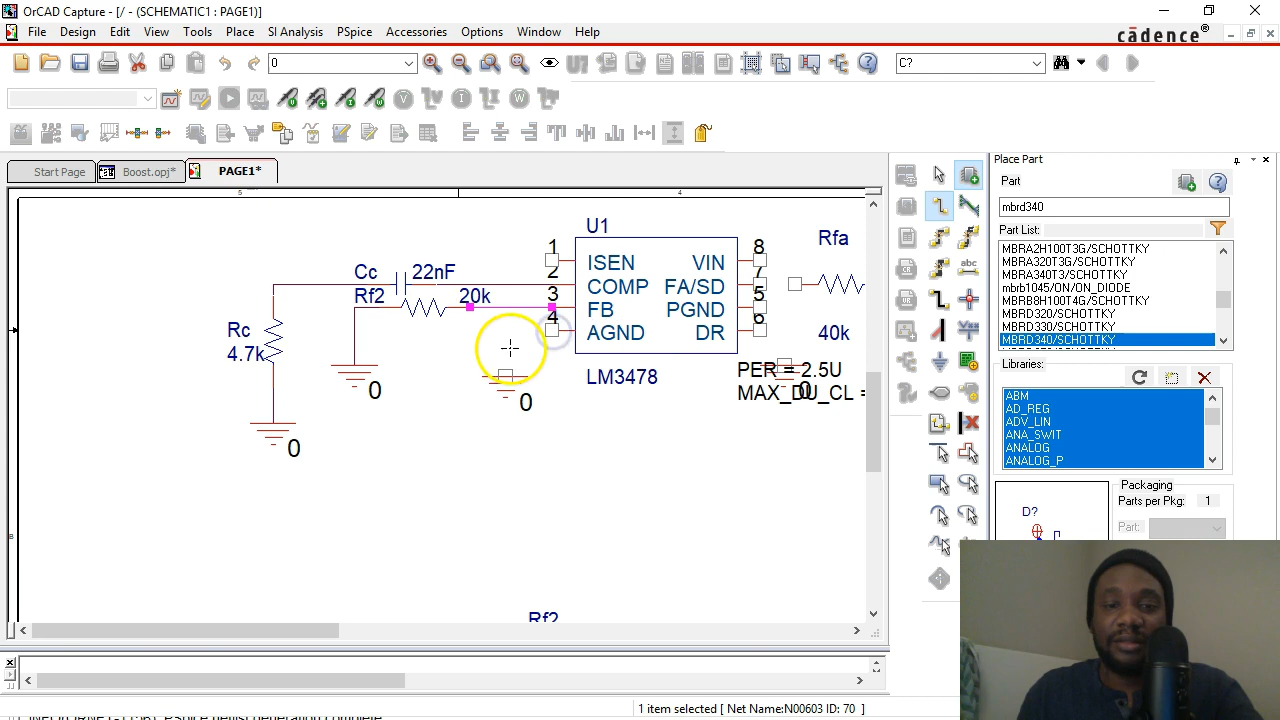 OrCAD Capture - [/ - (SCHEMATIC1 : PAGE1)]
File Design Edit View Tools Place SI Analysis PSpice Accessories Options Window Help
cādence®
0
U?
C?
V I W
Start Page
Boost.opj*
PAGE1*
5
4
U1
1
2
3
4
ISEN
COMP
FB
AGND
VIN
FA/SD
PGND
DR
8
7
5
6
LM3478
Cc 22nF
Rf2 20k
Rc
4.7k
0
0
0
0
Rfa
40k
PER = 2.5U
MAX_DU_CL =
Rf2
B
abc
Place Part
Part
mbrd340
Part List:
MBRA2H100T3G/SCHOTTKY
MBRA320T3G/SCHOTTKY
MBRA340T3/SCHOTTKY
mbrb1045/ON/ON_DIODE
MBRB8H100T4G/SCHOTTKY
MBRD320/SCHOTTKY
MBRD330/SCHOTTKY
MBRD340/SCHOTTKY
Libraries:
ABM
AD_REG
ADV_LIN
ANA_SWIT
ANALOG
ANALOG_P
Packaging
Parts per Pkg: 1
Part:
D?
1 item selected [ Net Name:N00603 ID: 70 ]